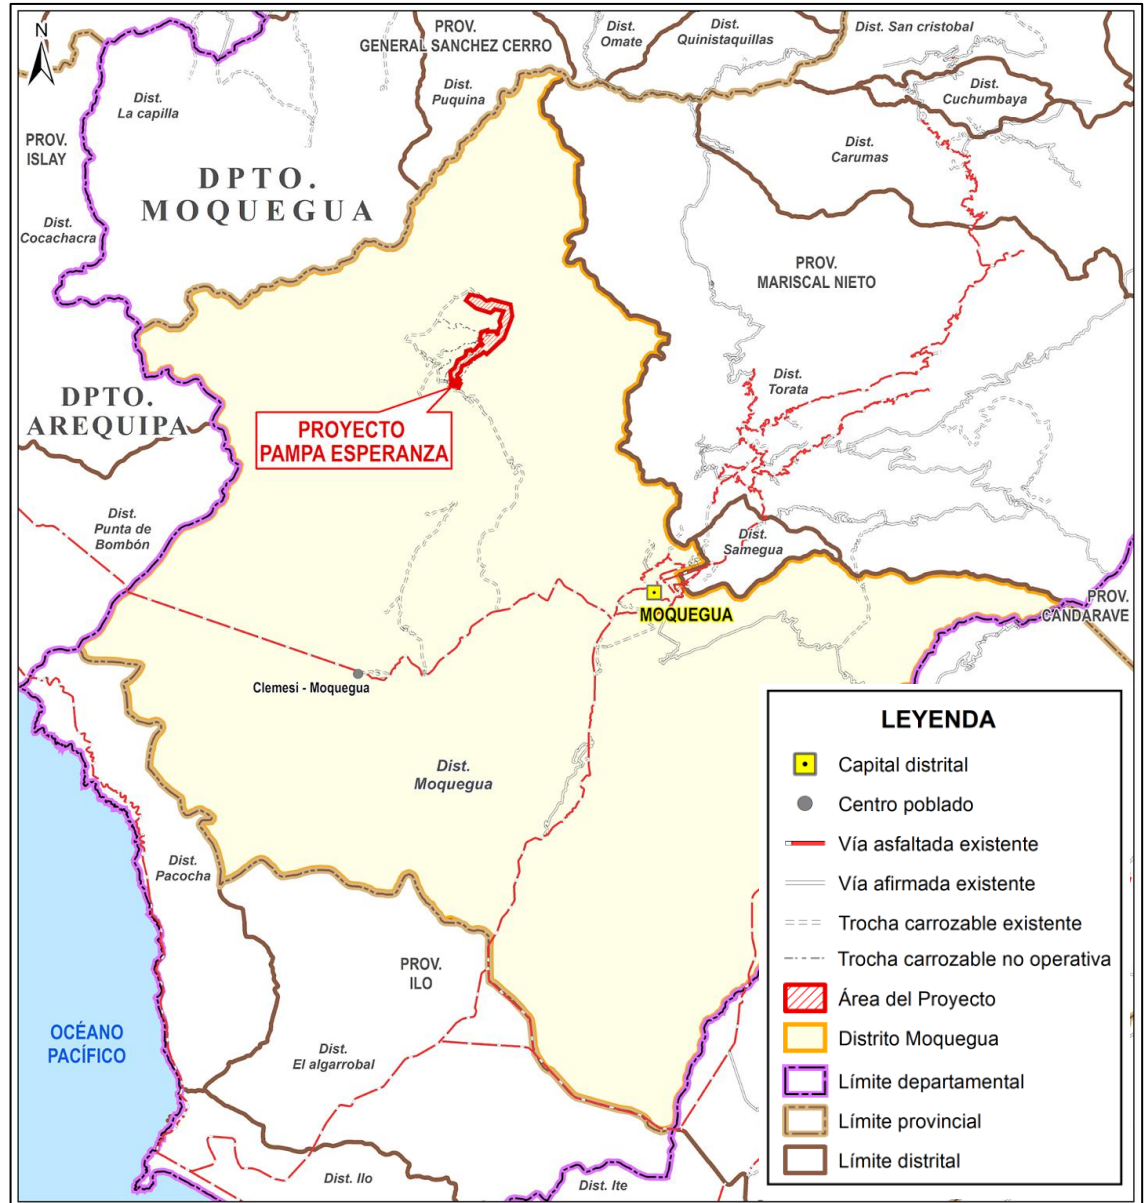 N
PROV.
GENERAL SANCHEZ CERRO
Dist.
Omate
Dist.
Quinistaquillas
Dist. San cristobal
Dist.
La capilla
Dist.
Puquina
Dist.
Cuchumbaya
PROV.
ISLAY
Dist.
Carumas
DPTO.
MOQUEGUA
Dist.
Cocachacra
PROV.
MARISCAL NIETO
DPTO.
AREQUIPA
Dist.
Torata
PROYECTO
PAMPA ESPERANZA
Dist.
Punta de
Bombón
Dist.
Samegua
MOQUEGUA
PROV.
CANDARAVE
Clemesi - Moquegua
Dist.
Moquegua
Dist.
Pacocha
PROV.
ILO
OCÉANO
PACÍFICO
Dist.
El algarrobal
Dist. Ilo
Dist. Ite
LEYENDA
Capital distrital
Centro poblado
Vía asfaltada existente
Vía afirmada existente
Trocha carrozable existente
Trocha carrozable no operativa
Área del Proyecto
Distrito Moquegua
Límite departamental
Límite provincial
Límite distrital